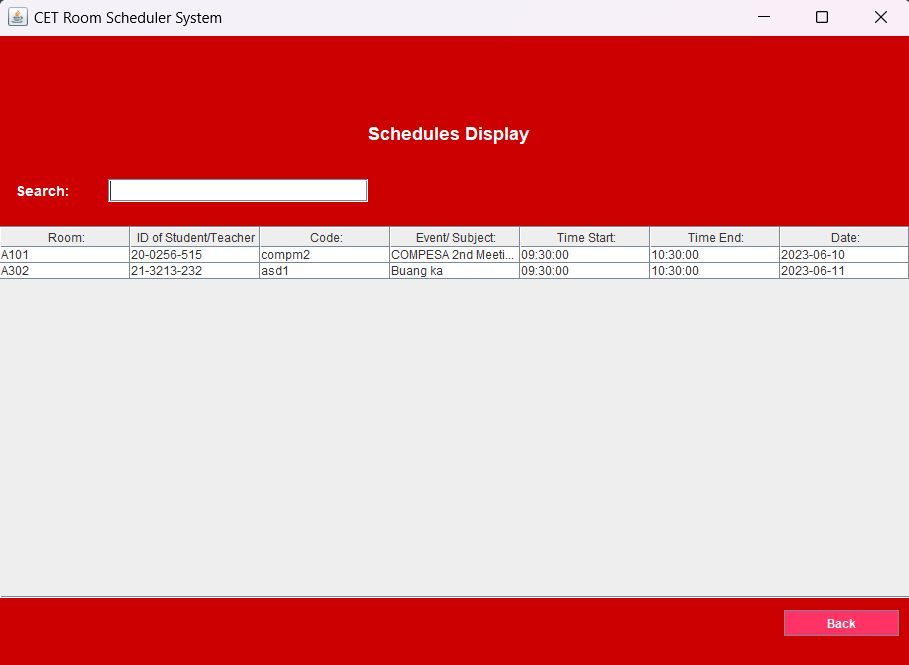 CET Room Scheduler System
Schedules Display
Search:
Room: ID of Student/Teacher Code: Event/ Subject: Time Start: Time End: Date:
A101 20-0256-515 compm2 COMPESA 2nd Meeti... 09:30:00 10:30:00 2023-06-10
A302 21-3213-232 asd1 Buang ka 09:30:00 10:30:00 2023-06-11
Back